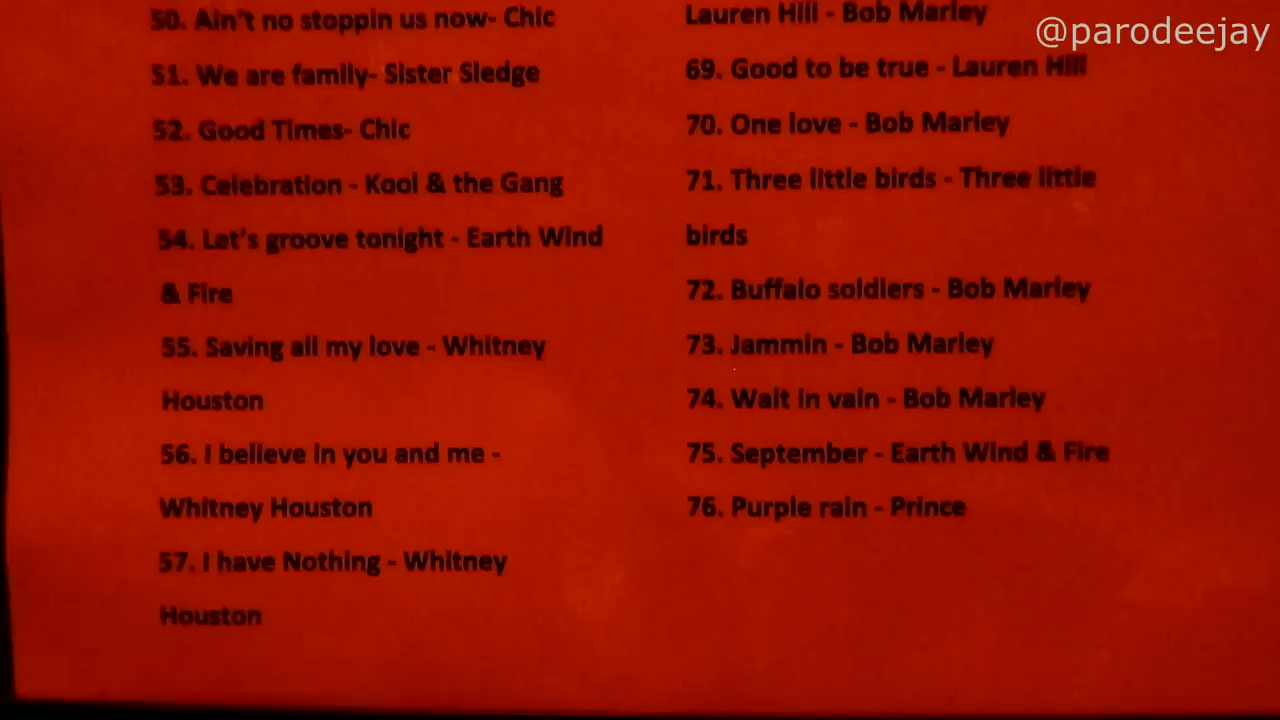 50. Ain't no stoppin us now- Chic
51. We are family- Sister Sledge
52. Good Times- Chic
53. Celebration - Kool & the Gang
54. Let's groove tonight - Earth Wind
& Fire
55. Saving all my love - Whitney
Houston
56. I believe in you and me -
Whitney Houston
57. I have Nothing - Whitney
Houston
Lauren Hill - Bob Marley
69. Good to be true - Lauren Hill
70. One love - Bob Marley
71. Three little birds - Three little
birds
72. Buffalo soldiers - Bob Marley
73. Jammin - Bob Marley
74. Wait in vain - Bob Marley
75. September - Earth Wind & Fire
76. Purple rain - Prince
@parodeejay